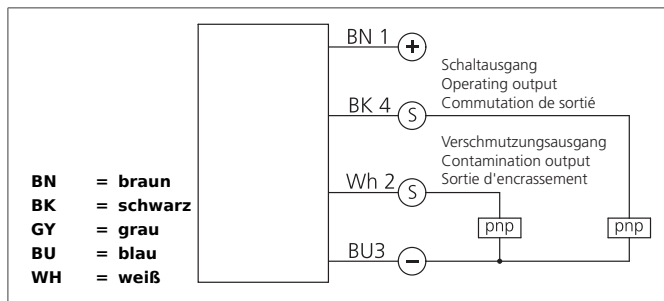 BN 1 +
Schaltausgang
Operating output
Commutation de sortié
BK 4 S
Verschmutzungsausgang
Contamination output
Sortie d'encrassement
Wh 2 S
pnp pnp
BU3 −
BN = braun
BK = schwarz
GY = grau
BU = blau
WH = weiß